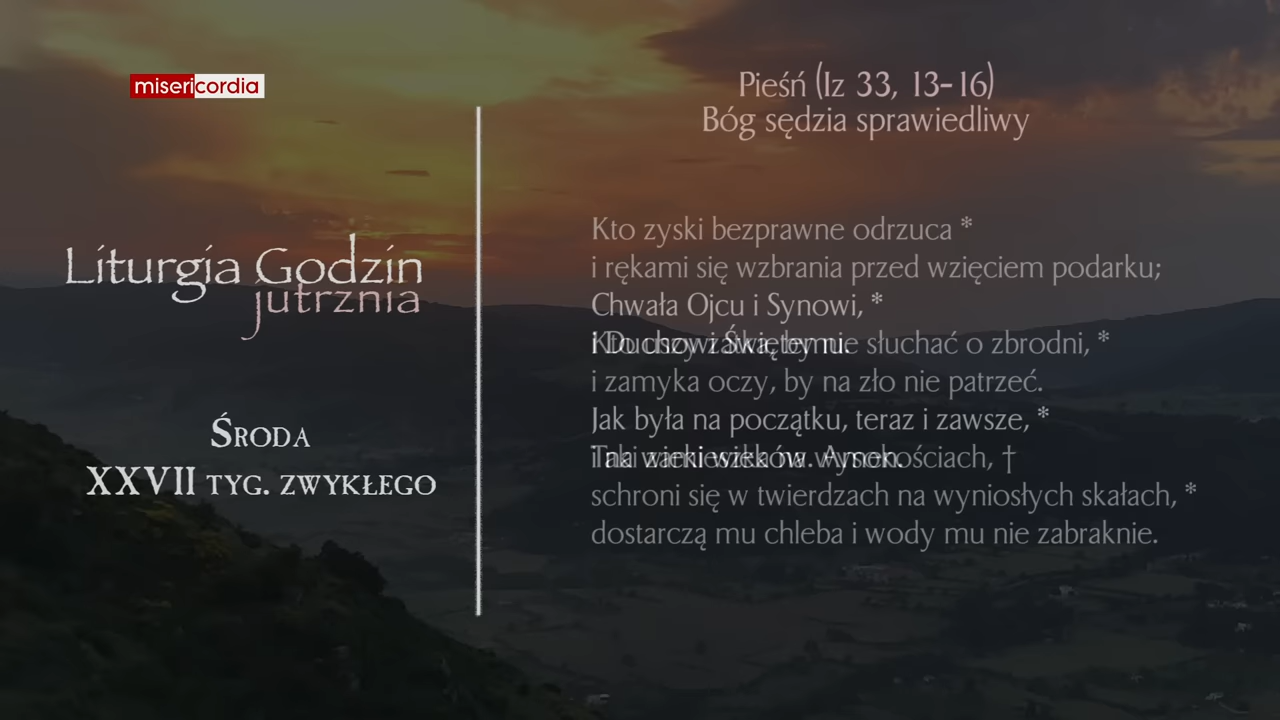 misericordia
Liturgia Godzin
jutrznia
Środa
XXVII TYG. ZWYKŁEGO
Pieśń (Iz 33, 13-16)
Bóg sędzia sprawiedliwy
Kto zyski bezprawne odrzuca *
i rękami się wzbrania przed wzięciem podarku;
Chwała Ojcu i Synowi, *
i Duchowi Świętemu.
nie słuchać o zbrodni, *
i zamyka oczy, by na zło nie patrzeć.
Jak była na początku, teraz i zawsze, *
i na wieki wieków. Amen.
schroni się w twierdzach na wyniosłych skałach, *
dostarczą mu chleba i wody mu nie zabraknie.